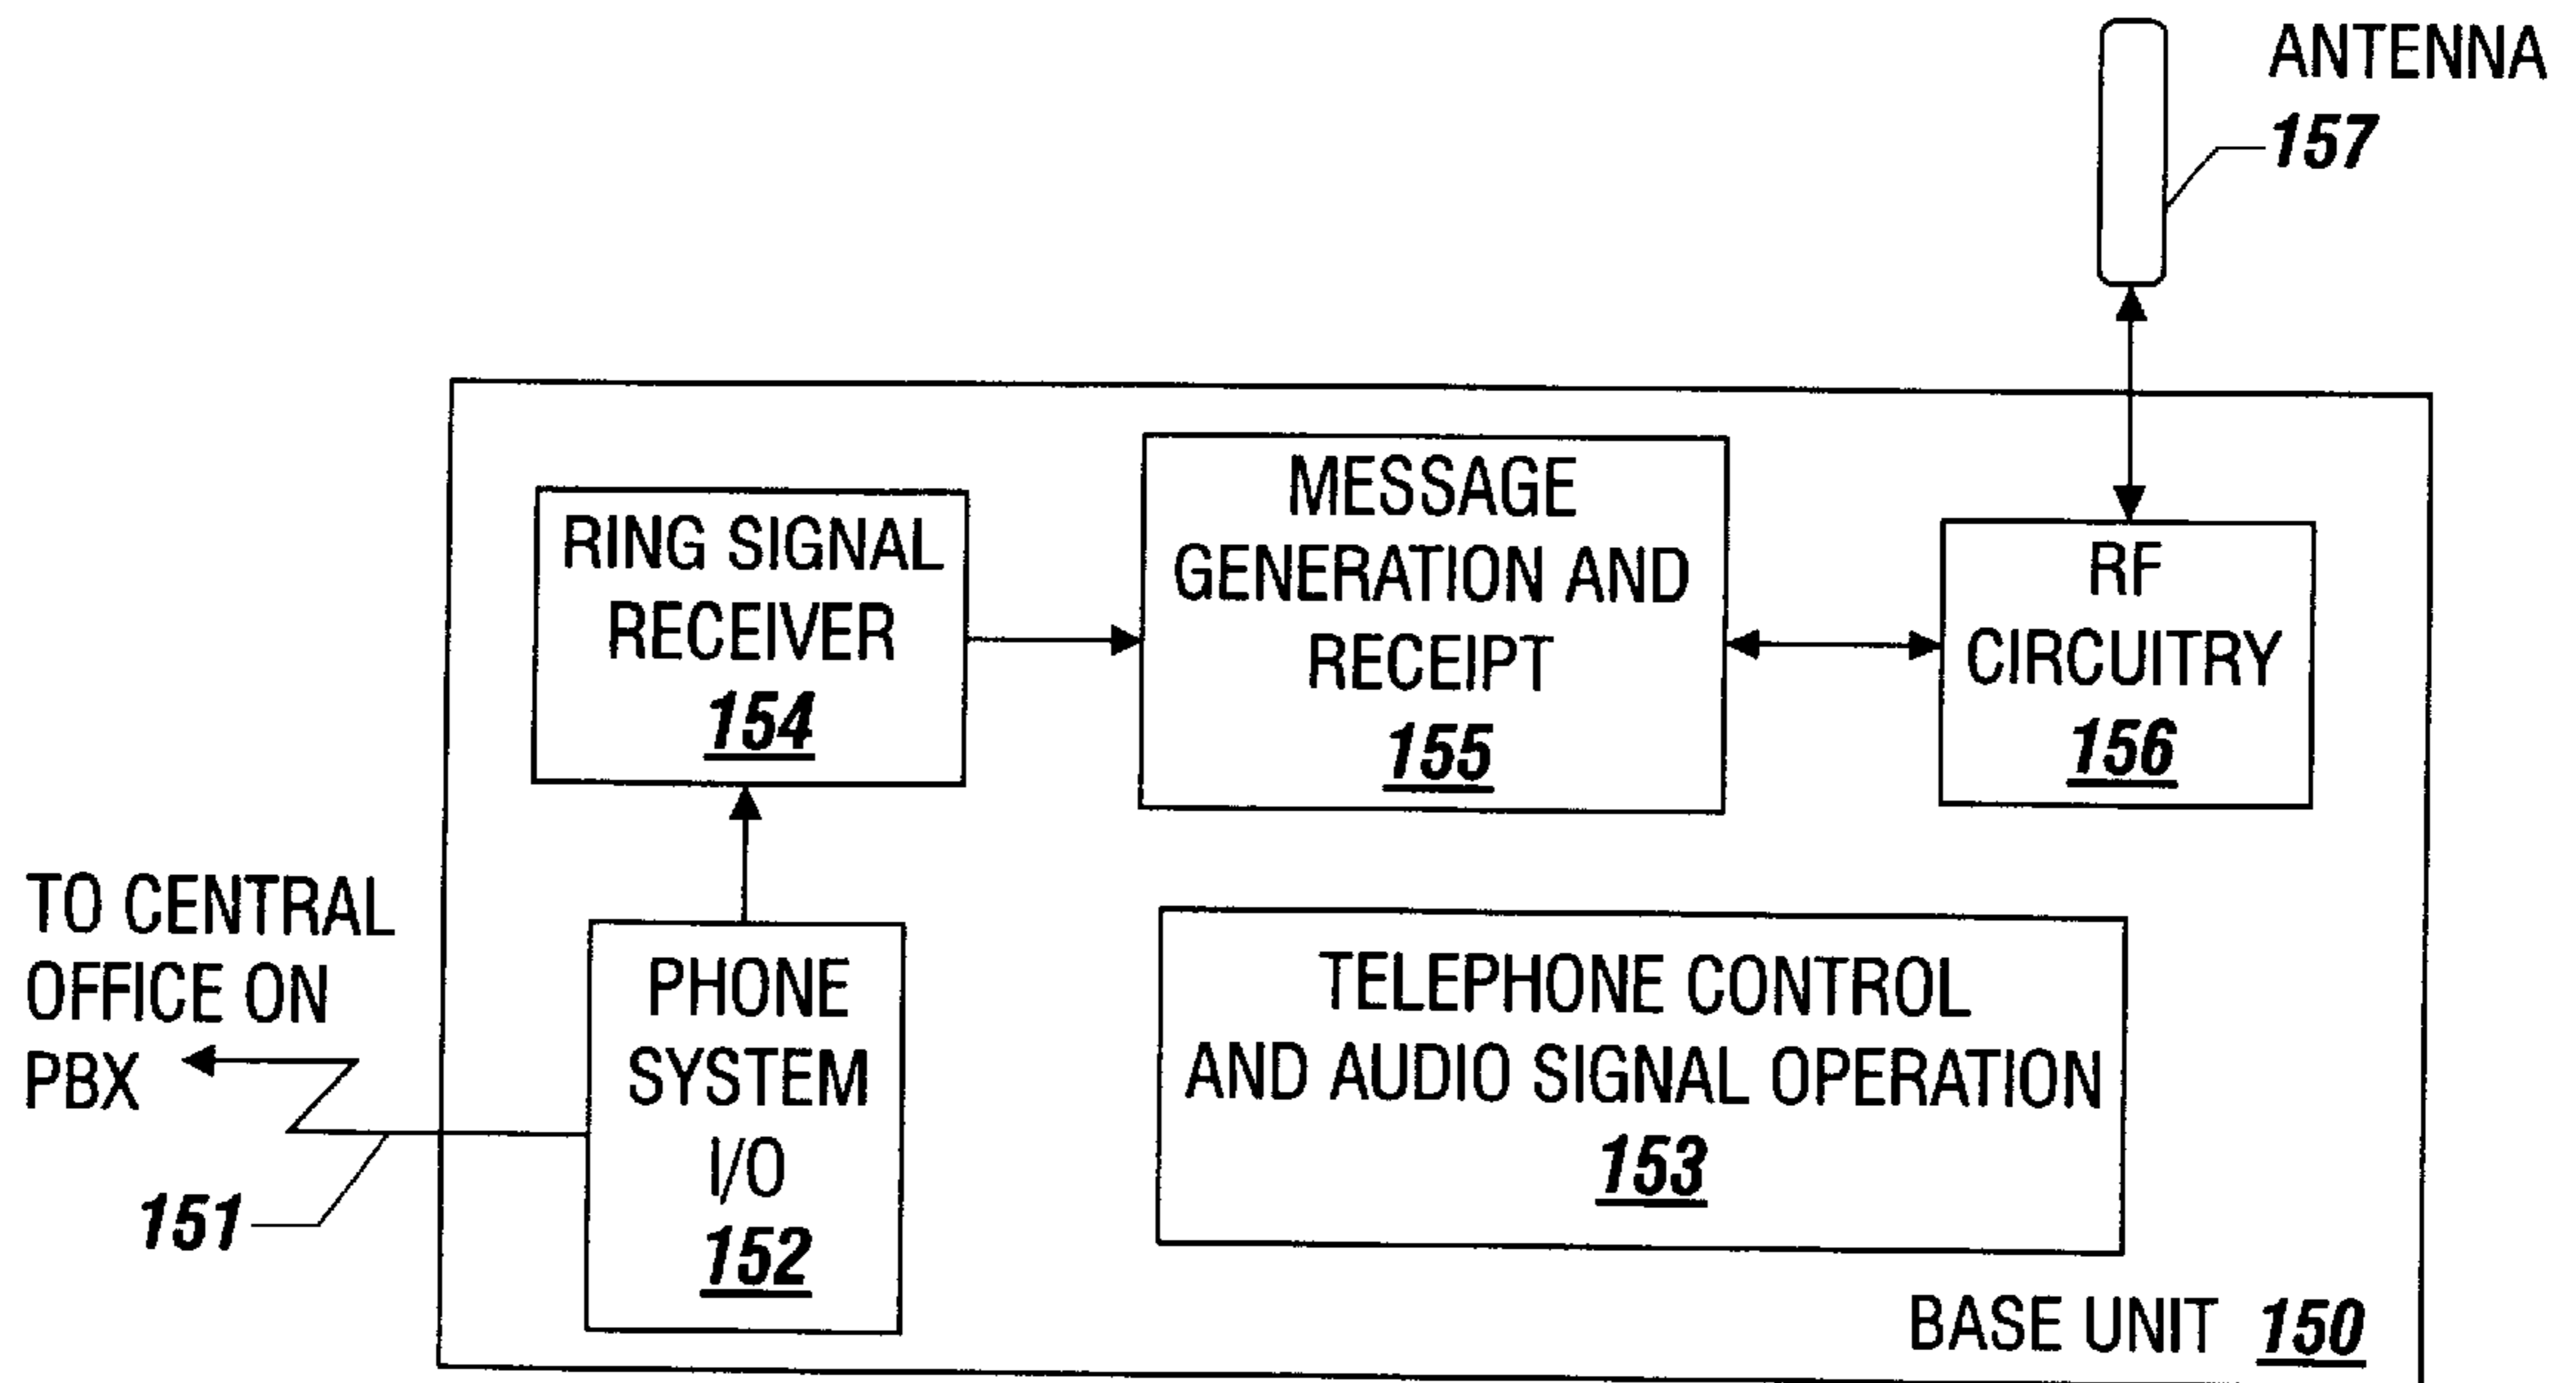 ANTENNA
157
RING SIGNAL
RECEIVER
154
MESSAGE
GENERATION AND
RECEIPT
155
RF
CIRCUITRY
156
TO CENTRAL
OFFICE ON
PBX
151
PHONE
SYSTEM
I/O
152
TELEPHONE CONTROL
AND AUDIO SIGNAL OPERATION
153
BASE UNIT 150